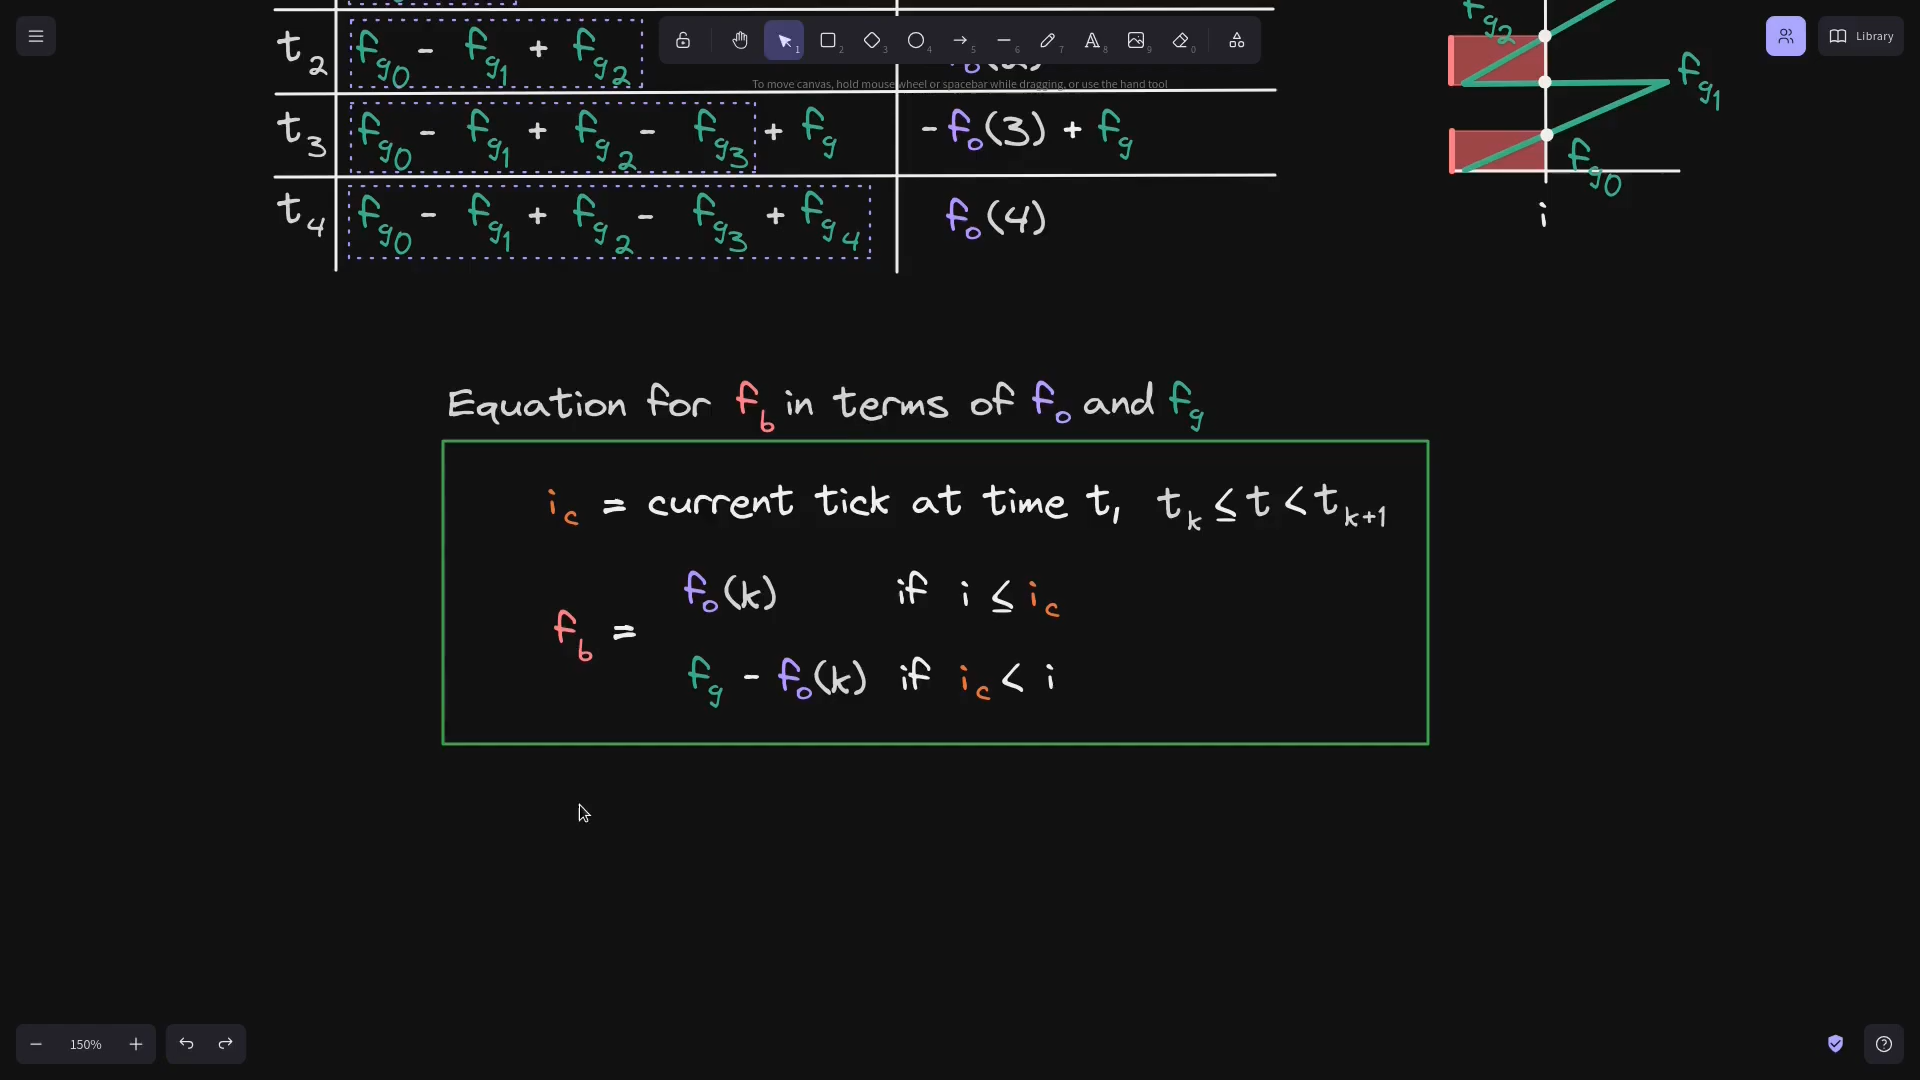 Library
To move canvas, hold mouse wheel or spacebar while dragging, or use the hand tool
t2 fg0 - fg1 + fg2
t3 fg0 - fg1 + fg2 - fg3 + fg - fo(3) + fg
t4 fg0 - fg1 + fg2 - fg3 + fg4 fo(4)
fg2
fg1
fg0
i
Equation for fb in terms of fo and fg
ic = current tick at time t, tk ≤ t < tk+1
fo(k) if i ≤ ic
fb =
fg - fo(k) if ic < i
150%